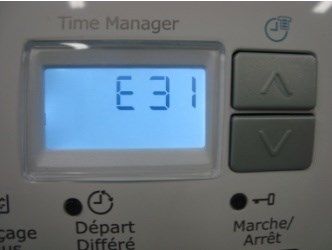 Time Manager
E31
Départ
Différé
Marche/
Arrêt